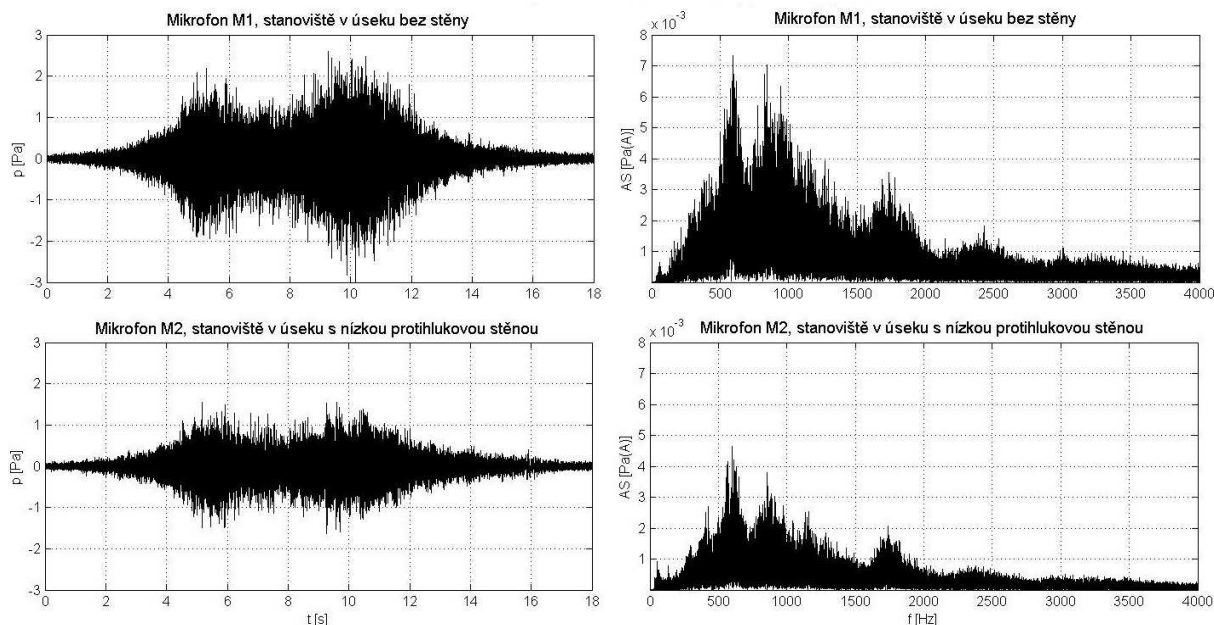 Mikrofon M1, stanoviště v úseku bez stěny
3
2
1
0
-1
-2
-3
p [Pa]
0 2 4 6 8 10 12 14 16 18
Mikrofon M1, stanoviště v úseku bez stěny
x 10⁻³
8
7
6
5
4
3
2
1
AS [Pa(A)]
0 500 1000 1500 2000 2500 3000 3500 4000
Mikrofon M2, stanoviště v úseku s nízkou protihlukovou stěnou
3
2
1
0
-1
-2
-3
p [Pa]
0 2 4 6 8 10 12 14 16 18
t [s]
Mikrofon M2, stanoviště v úseku s nízkou protihlukovou stěnou
x 10⁻³
8
7
6
5
4
3
2
1
AS [Pa(A)]
0 500 1000 1500 2000 2500 3000 3500 4000
f [Hz]